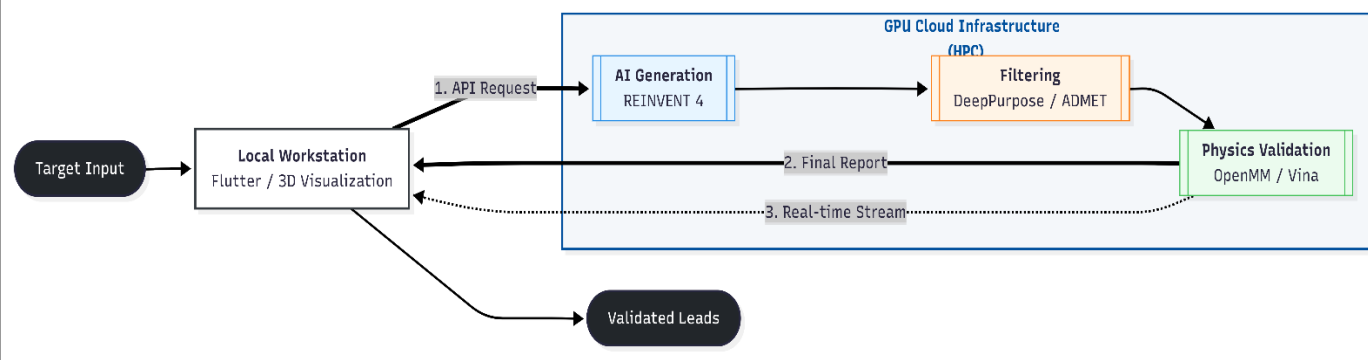 GPU Cloud Infrastructure
(HPC)
AI Generation
REINVENT 4
Filtering
DeepPurpose / ADMET
1. API Request
Target Input
Local Workstation
Flutter / 3D Visualization
2. Final Report
Physics Validation
OpenMM / Vina
3. Real-time Stream
Validated Leads